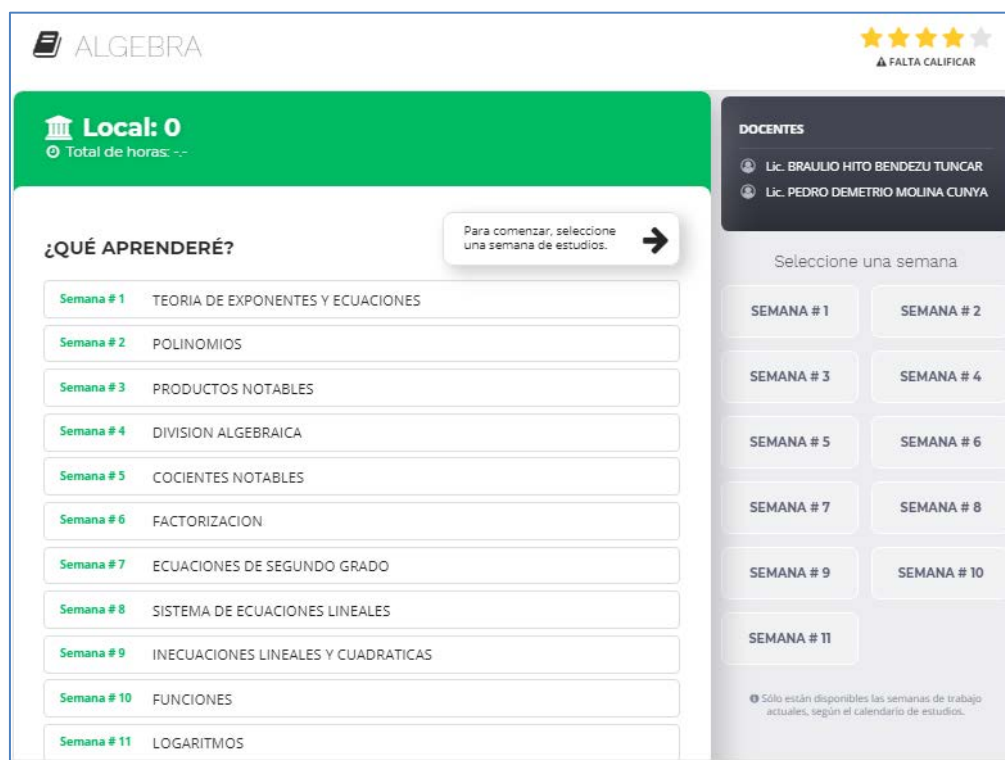 ALGEBRA
FALTA CALIFICAR
Local: 0
Total de horas: -.-
¿QUÉ APRENDERÉ?
Para comenzar, seleccione
una semana de estudios.
Semana # 1 TEORIA DE EXPONENTES Y ECUACIONES
Semana # 2 POLINOMIOS
Semana # 3 PRODUCTOS NOTABLES
Semana # 4 DIVISION ALGEBRAICA
Semana # 5 COCIENTES NOTABLES
Semana # 6 FACTORIZACION
Semana # 7 ECUACIONES DE SEGUNDO GRADO
Semana # 8 SISTEMA DE ECUACIONES LINEALES
Semana # 9 INECUACIONES LINEALES Y CUADRATICAS
Semana # 10 FUNCIONES
Semana # 11 LOGARITMOS
DOCENTES
Lic. BRAULIO HITO BENDEZU TUNCAR
Lic. PEDRO DEMETRIO MOLINA CUNYA
Seleccione una semana
SEMANA # 1 SEMANA # 2
SEMANA # 3 SEMANA # 4
SEMANA # 5 SEMANA # 6
SEMANA # 7 SEMANA # 8
SEMANA # 9 SEMANA # 10
SEMANA # 11
Sólo están disponibles las semanas de trabajo
actuales, según el calendario de estudios.